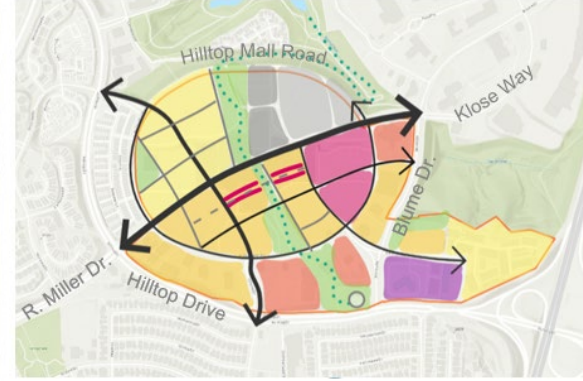 Hilltop Mall Road
Klose Way
Blume Dr.
R. Miller Dr.
Hilltop Drive